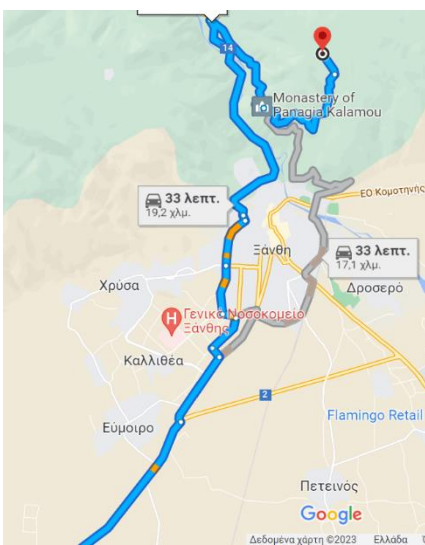 14
Monastery of
Panagia Kalamou
ΕΟ Κομοτηνής
33 λεπτ.
19,2 χλμ.
Ξάνθη
33 λεπτ.
17,1 χλμ.
Χρύσα
Δροσερό
H
Γενικό Νοσοκομείο
Ξάνθης
Καλλιθέα
2
Εύμοιρο
Flamingo Retail
Πετεινός
Google
Δεδομένα χάρτη ©2023 Ελλάδα